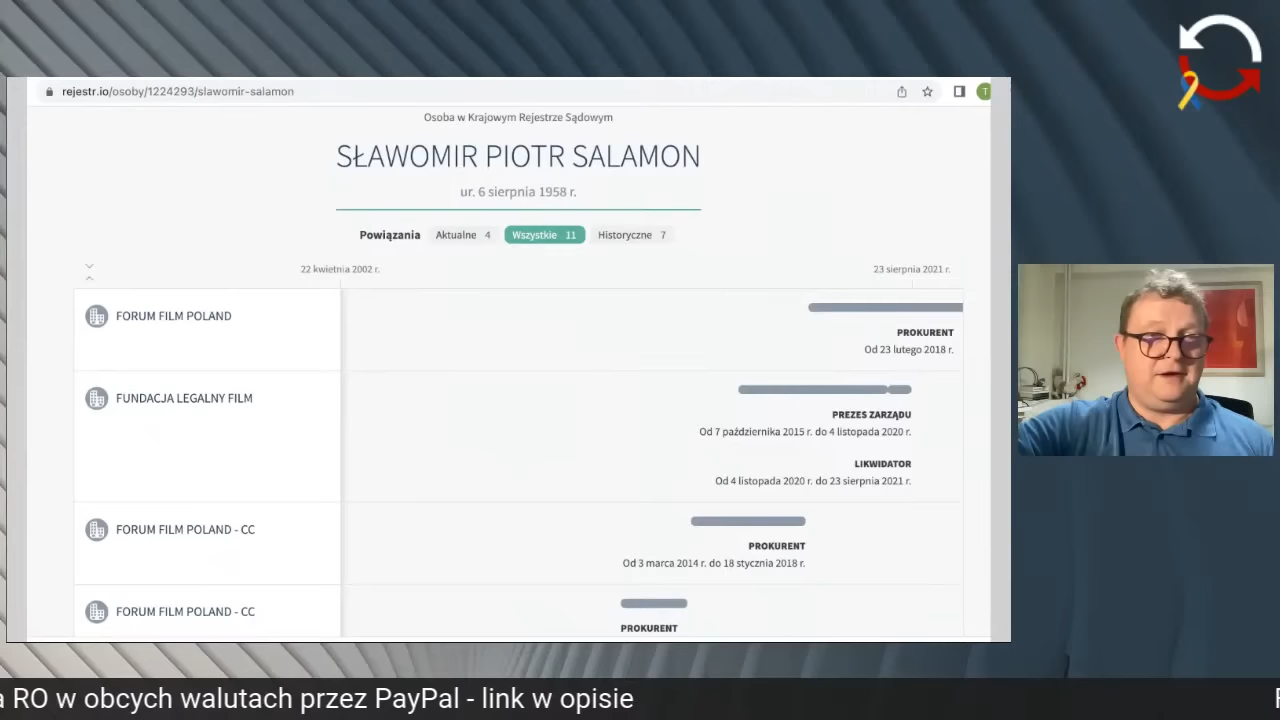 rejestr.io/osoby/1224293/slawomir-salamon
T
Osoba w Krajowym Rejestrze Sądowym
SŁAWOMIR PIOTR SALAMON
ur. 6 sierpnia 1958 r.
Powiązania Aktualne 4 Wszystkie 11 Historyczne 7
22 kwietnia 2002 r. 23 sierpnia 2021 r.
FORUM FILM POLAND
PROKURENT
Od 23 lutego 2018 r.
FUNDACJA LEGALNY FILM
PREZES ZARZĄDU
Od 7 października 2015 r. do 4 listopada 2020 r.
LIKWIDATOR
Od 4 listopada 2020 r. do 23 sierpnia 2021 r.
FORUM FILM POLAND - CC
PROKURENT
Od 3 marca 2014 r. do 18 stycznia 2018 r.
FORUM FILM POLAND - CC
PROKURENT
a RO w obcych walutach przez PayPal - link w opisie